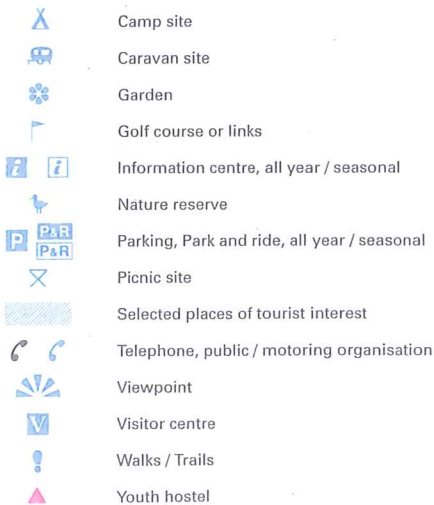 Camp site
Caravan site
Garden
Golf course or links
i i Information centre, all year / seasonal
Nature reserve
P P&R P&R Parking, Park and ride, all year / seasonal
Picnic site
Selected places of tourist interest
Telephone, public / motoring organisation
Viewpoint
V Visitor centre
Walks / Trails
Youth hostel